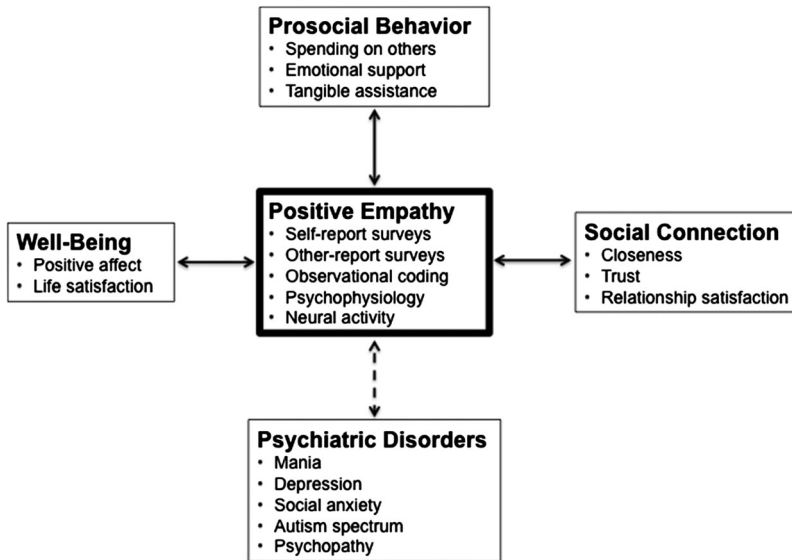 Prosocial Behavior
• Spending on others
• Emotional support
• Tangible assistance
Positive Empathy
• Self-report surveys
• Other-report surveys
• Observational coding
• Psychophysiology
• Neural activity
Well-Being
• Positive affect
• Life satisfaction
Social Connection
• Closeness
• Trust
• Relationship satisfaction
Psychiatric Disorders
• Mania
• Depression
• Social anxiety
• Autism spectrum
• Psychopathy